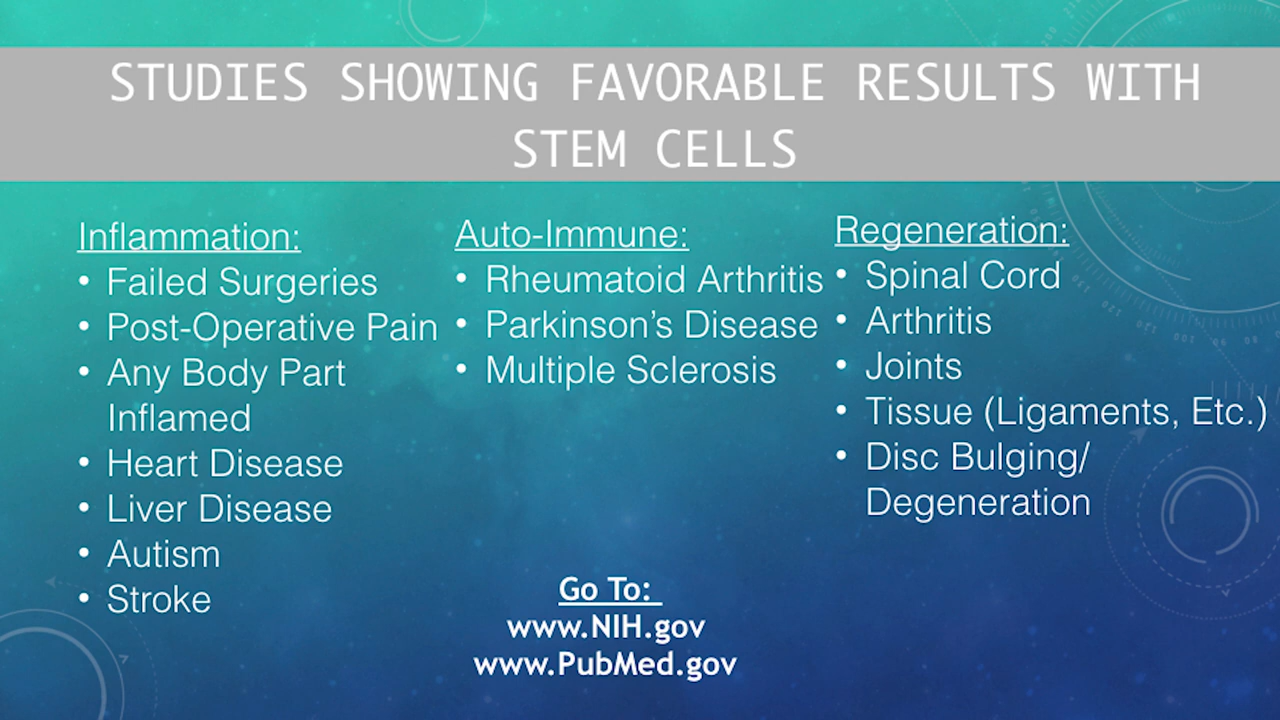 STUDIES SHOWING FAVORABLE RESULTS WITH
STEM CELLS
Inflammation:
• Failed Surgeries
• Post-Operative Pain
• Any Body Part
Inflamed
• Heart Disease
• Liver Disease
• Autism
• Stroke
Auto-Immune:
• Rheumatoid Arthritis
• Parkinson’s Disease
• Multiple Sclerosis
Regeneration:
• Spinal Cord
• Arthritis
• Joints
• Tissue (Ligaments, Etc.)
• Disc Bulging/
Degeneration
Go To:
www.NIH.gov
www.PubMed.gov